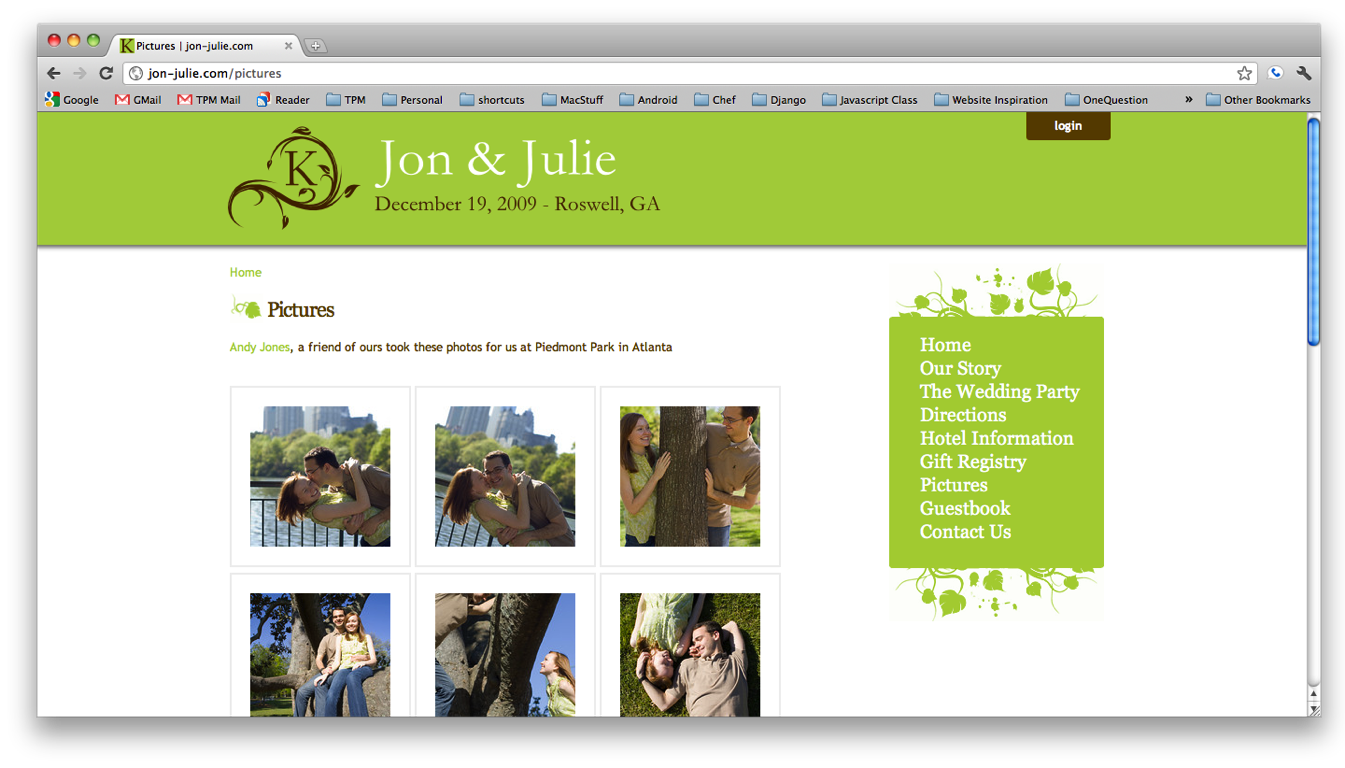 Pictures | jon-julie.com
jon-julie.com/pictures
Google GMail TPM Mail Reader TPM Personal shortcuts MacStuff Android Chef Django Javascript Class Website Inspiration OneQuestion » Other Bookmarks
login
K
Jon & Julie
December 19, 2009 - Roswell, GA
Home
Pictures
Andy Jones, a friend of ours took these photos for us at Piedmont Park in Atlanta
Home
Our Story
The Wedding Party
Directions
Hotel Information
Gift Registry
Pictures
Guestbook
Contact Us